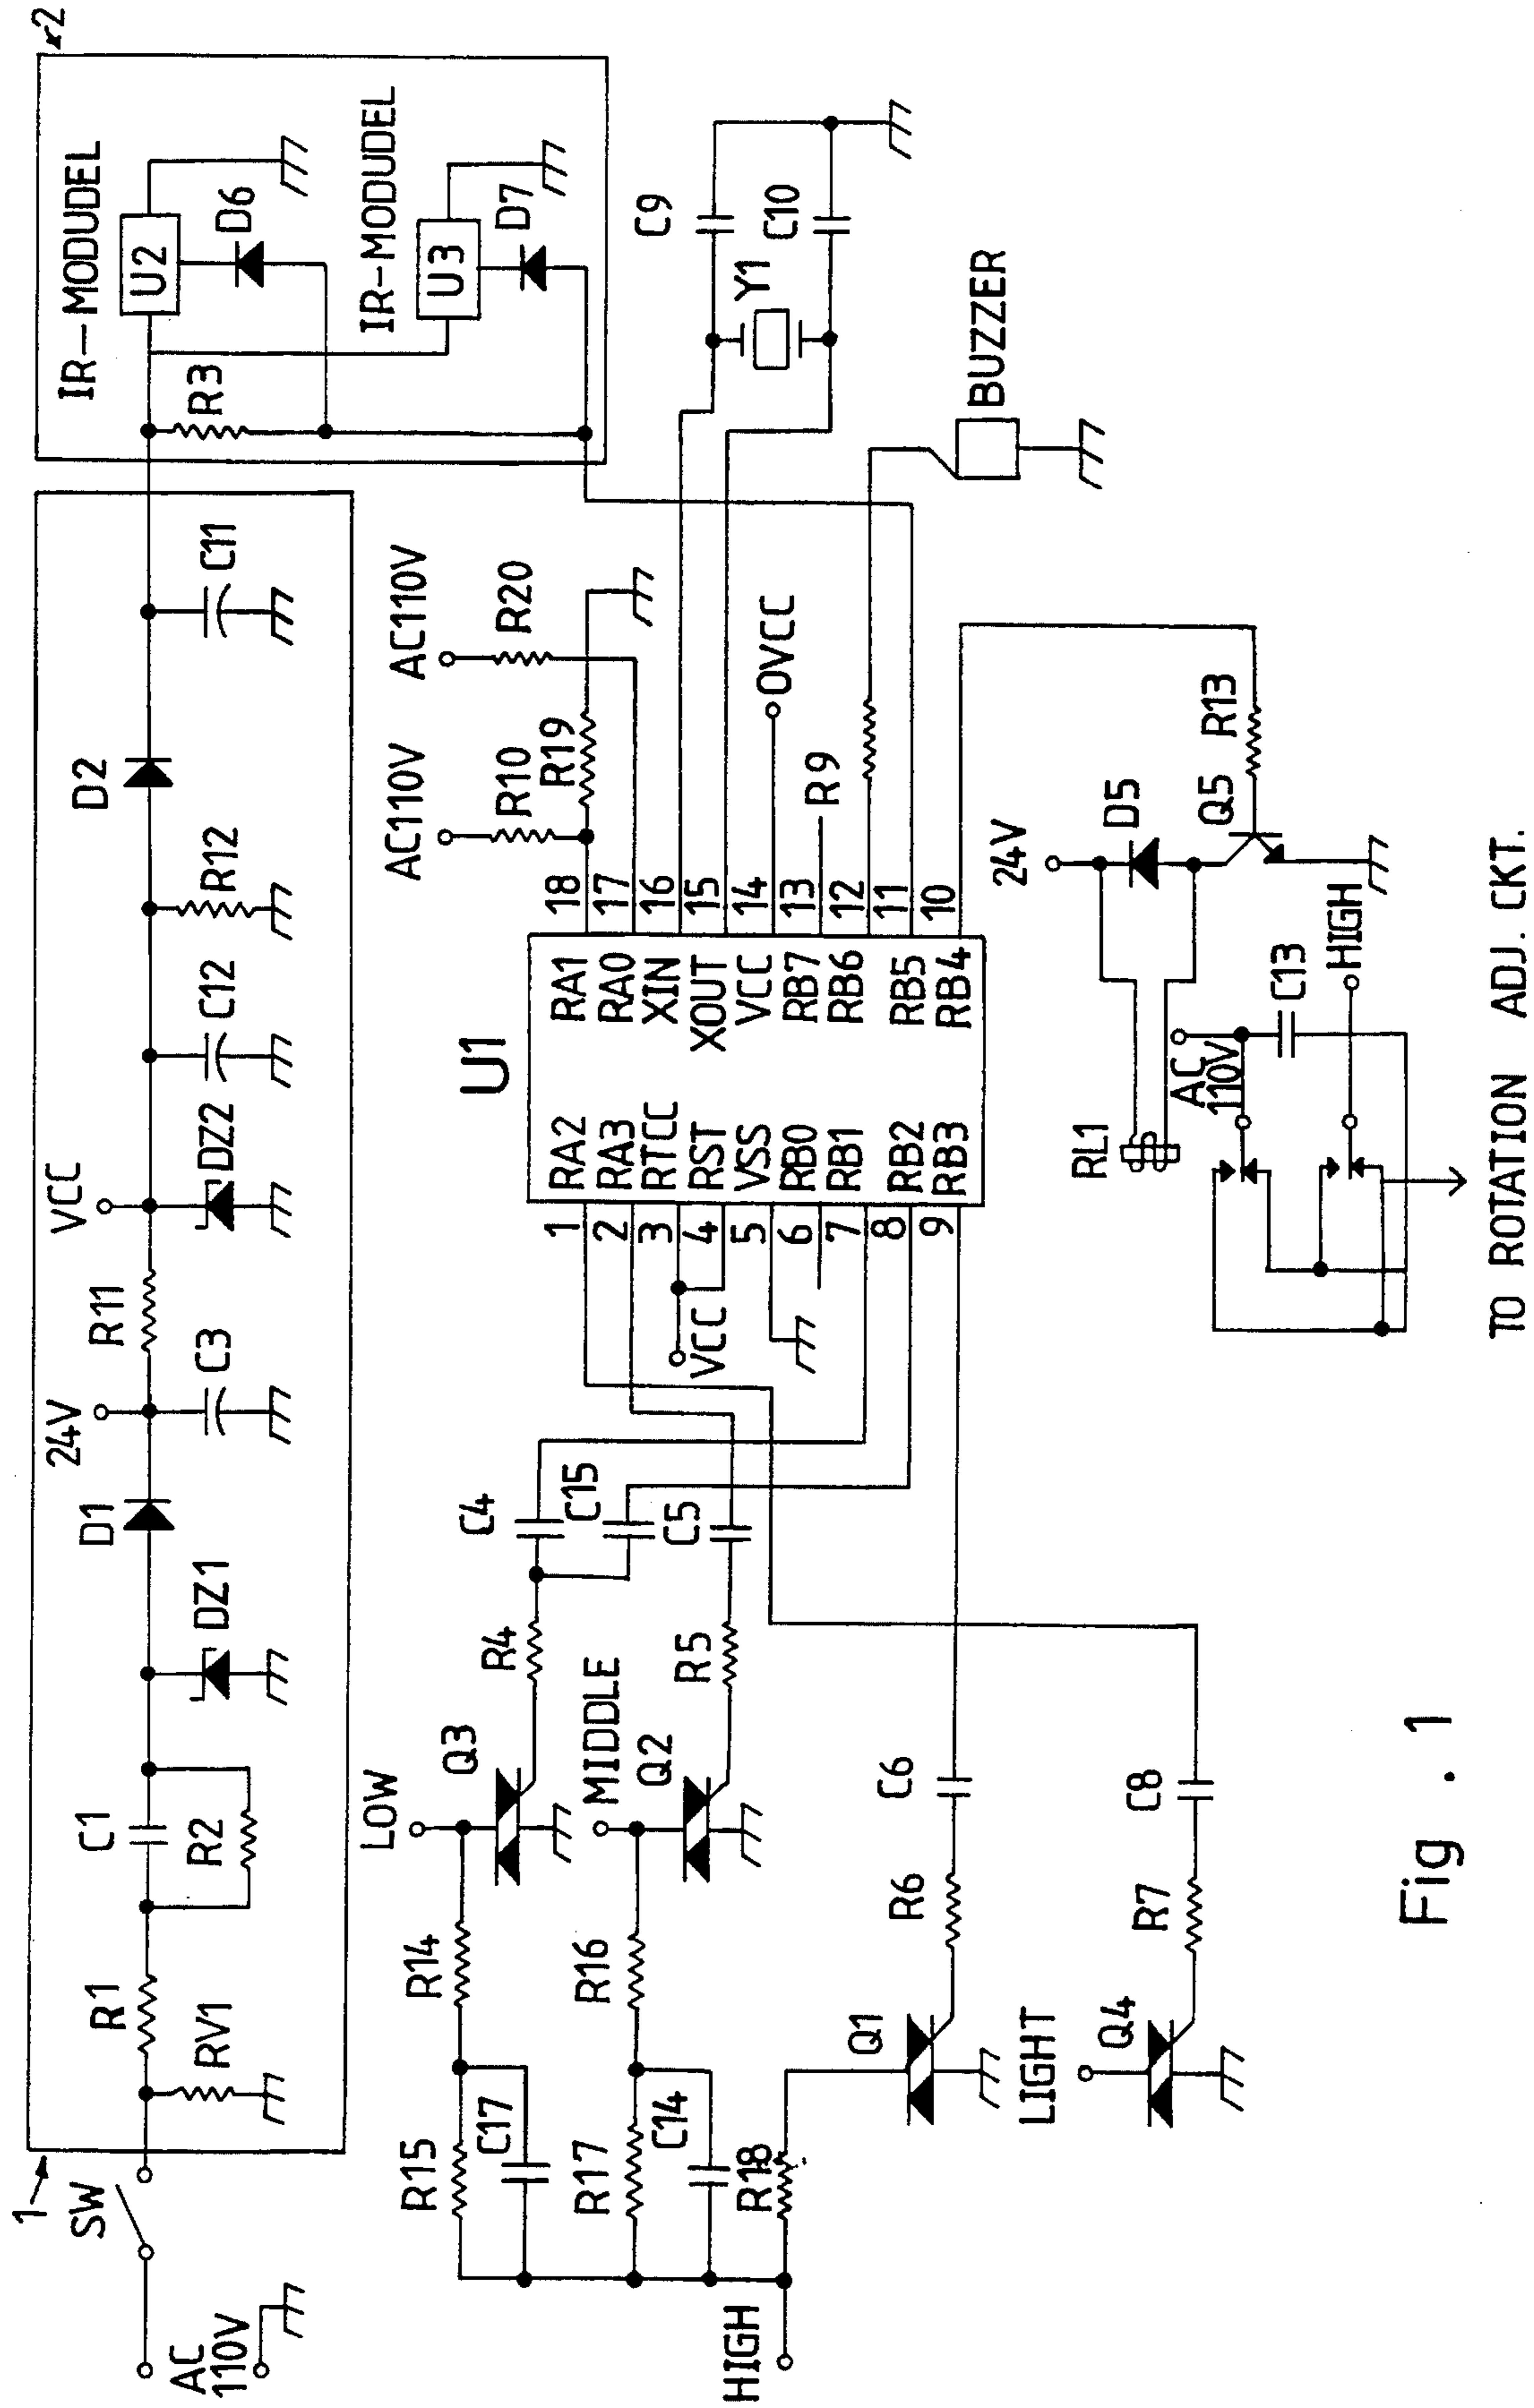 1
SW
AC
110V
R1
RV1
C1
R2
DZ1
D1
24V
C3
R11
VCC
DZ2
C12
R12
D2
C11
2
IR-MODUDEL
U2
D6
R3
IR-MODUDEL
U3
D7
LOW
Q3
R14
R15
C17
R4
C4
C15
MIDDLE
Q2
R16
R17
C14
R5
C5
HIGH
R18
Q1
R6
C6
LIGHT
Q4
R7
C8
U1
1 RA2
2 RA3
3 RTCC
4 RST
5 VSS
6 RB0
7 RB1
8 RB2
9 RB3
RA1 18
RA0 17
XIN 16
XOUT 15
VCC 14
RB7 13
RB6 12
RB5 11
RB4 10
VCC
AC110V
R10
R19
AC110V
R20
OVCC
R9
C9
Y1
C10
BUZZER
24V
D5
Q5
R13
RL1
AC
110V
C13
HIGH
TO ROTATION ADJ. CKT.
Fig. 1